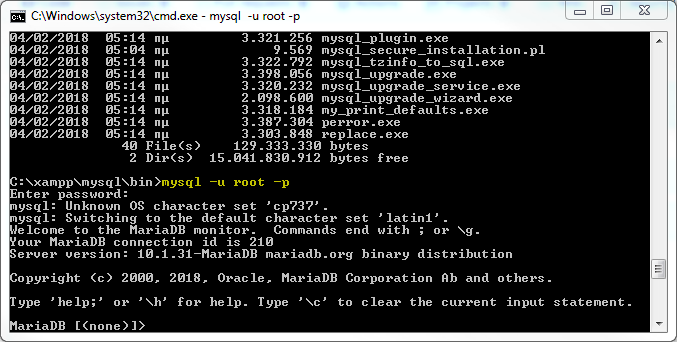 C:\Windows\system32\cmd.exe - mysql  -u root -p
04/02/2018  05:14 πμ         3.321.256 mysql_plugin.exe
04/02/2018  05:04 πμ             9.569 mysql_secure_installation.pl
04/02/2018  05:14 πμ         3.322.792 mysql_tzinfo_to_sql.exe
04/02/2018  05:14 πμ         3.398.056 mysql_upgrade.exe
04/02/2018  05:14 πμ         3.320.232 mysql_upgrade_service.exe
04/02/2018  05:14 πμ         2.098.600 mysql_upgrade_wizard.exe
04/02/2018  05:14 πμ         3.318.184 my_print_defaults.exe
04/02/2018  05:14 πμ         3.387.304 perror.exe
04/02/2018  05:14 πμ         3.303.848 replace.exe
40 File(s)    129.333.330 bytes
2 Dir(s)  15.041.830.912 bytes free
C:\xampp\mysql\bin>mysql -u root -p
Enter password:
mysql: Unknown OS character set 'cp737'.
mysql: Switching to the default character set 'latin1'.
Welcome to the MariaDB monitor.  Commands end with ; or \g.
Your MariaDB connection id is 210
Server version: 10.1.31-MariaDB mariadb.org binary distribution
Copyright (c) 2000, 2018, Oracle, MariaDB Corporation Ab and others.
Type 'help;' or '\h' for help. Type '\c' to clear the current input statement.
MariaDB [(none)]>